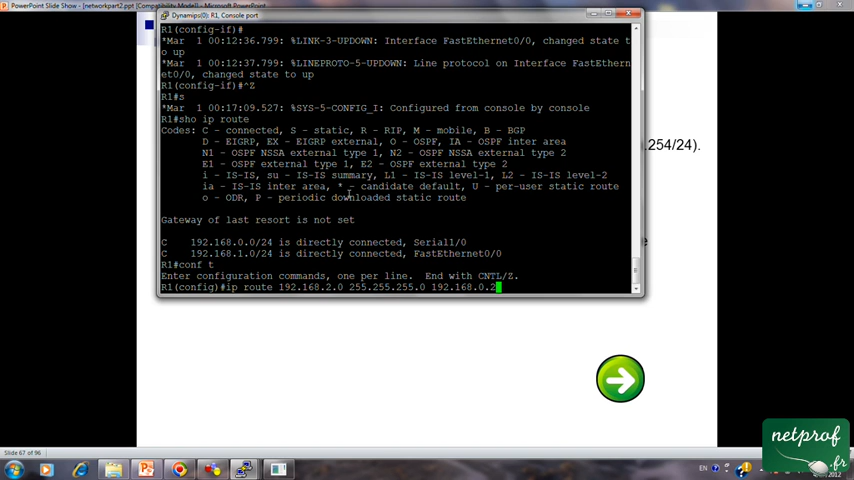 PowerPoint Slide Show - [networkpart2.ppt [Compatibility Mode] - Microsoft PowerPoint
Dynamips(0): R1, Console port
R1(config-if)#
*Mar  1 00:12:36.799: %LINK-3-UPDOWN: Interface FastEthernet0/0, changed state t
o up
*Mar  1 00:12:37.799: %LINEPROTO-5-UPDOWN: Line protocol on Interface FastEthern
et0/0, changed state to up
R1(config-if)#^Z
R1#s
*Mar  1 00:17:09.527: %SYS-5-CONFIG_I: Configured from console by console
R1#sho ip route
Codes: C - connected, S - static, R - RIP, M - mobile, B - BGP
D - EIGRP, EX - EIGRP external, O - OSPF, IA - OSPF inter area
N1 - OSPF NSSA external type 1, N2 - OSPF NSSA external type 2
E1 - OSPF external type 1, E2 - OSPF external type 2
i - IS-IS, su - IS-IS summary, L1 - IS-IS level-1, L2 - IS-IS level-2
ia - IS-IS inter area, * - candidate default, U - per-user static route
o - ODR, P - periodic downloaded static route
.254/24).
Gateway of last resort is not set
e
C    192.168.0.0/24 is directly connected, Serial1/0
C    192.168.1.0/24 is directly connected, FastEthernet0/0
R1#conf t
Enter configuration commands, one per line.  End with CNTL/Z.
R1(config)#ip route 192.168.2.0 255.255.255.0 192.168.0.2
netprof
.fr
Slide 67 of 96
EN